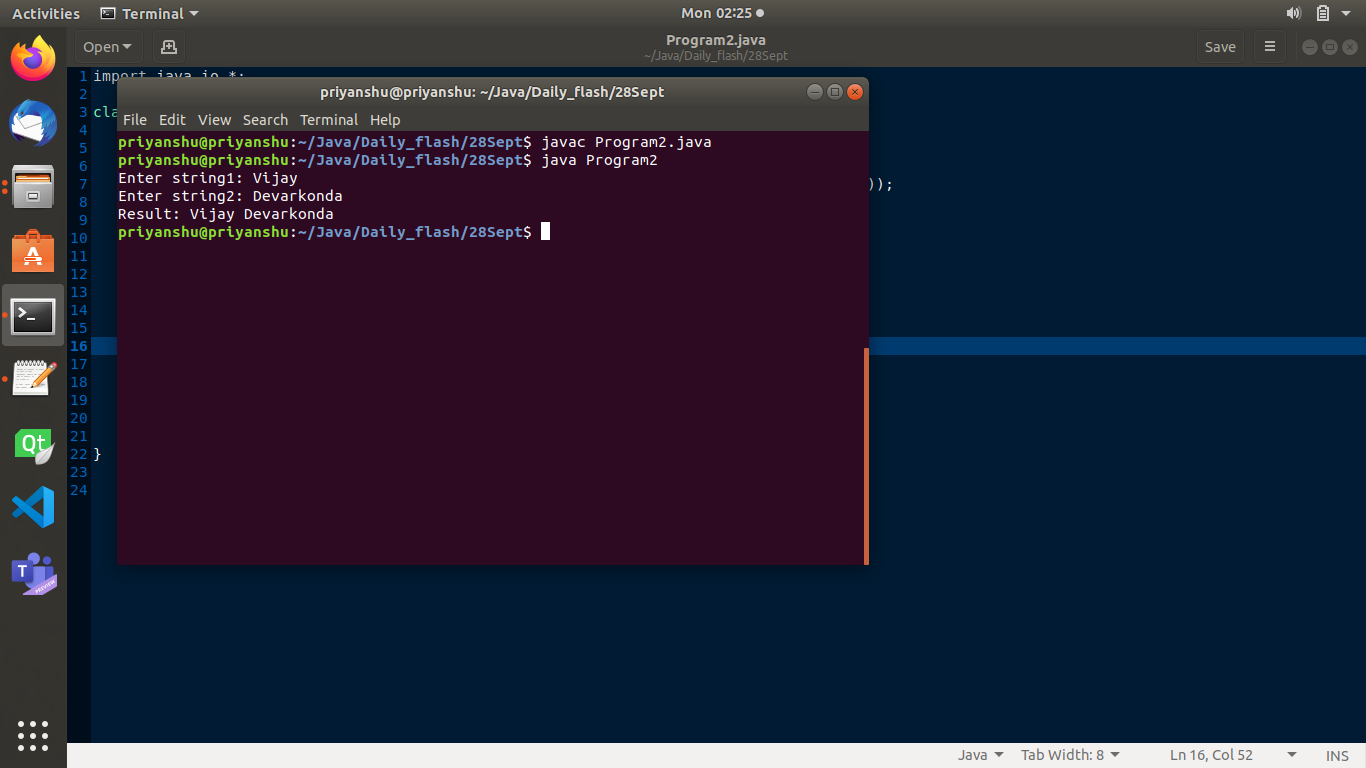 Activities Terminal Mon 02:25
Open Program2.java Save
~/Java/Daily_flash/28Sept
1 import java.io.*;
2
3 cla
4
5
6
7 ));
8
9
10
11
12
13
14
15
16
17
18
19
20
21
22 }
23
24
priyanshu@priyanshu: ~/Java/Daily_flash/28Sept
File Edit View Search Terminal Help
priyanshu@priyanshu:~/Java/Daily_flash/28Sept$ javac Program2.java
priyanshu@priyanshu:~/Java/Daily_flash/28Sept$ java Program2
Enter string1: Vijay
Enter string2: Devarkonda
Result: Vijay Devarkonda
priyanshu@priyanshu:~/Java/Daily_flash/28Sept$
Qt
T
PREVIEW
Java Tab Width: 8 Ln 16, Col 52 INS